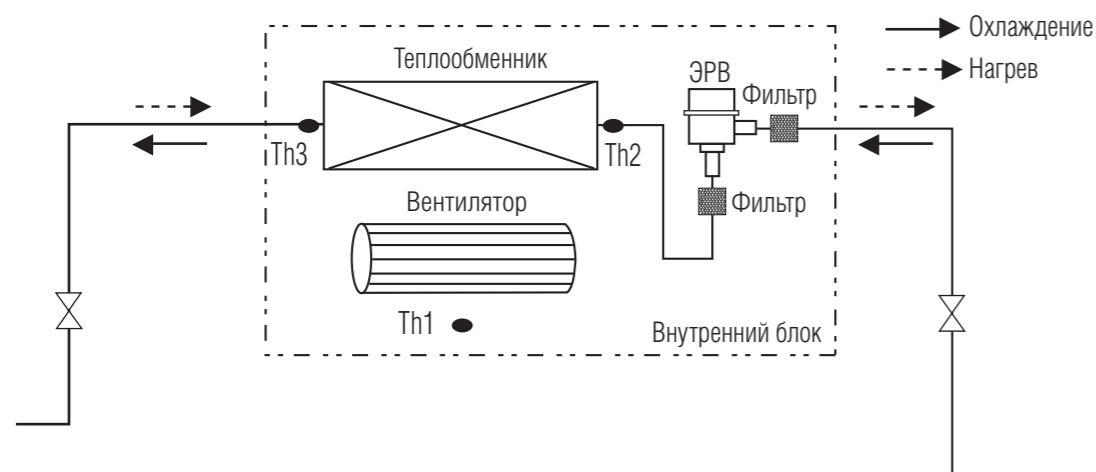 Охлаждение
Нагрев
Теплообменник
ЭРВ
Фильтр
Th3
Th2
Вентилятор
Фильтр
Th1
Внутренний блок